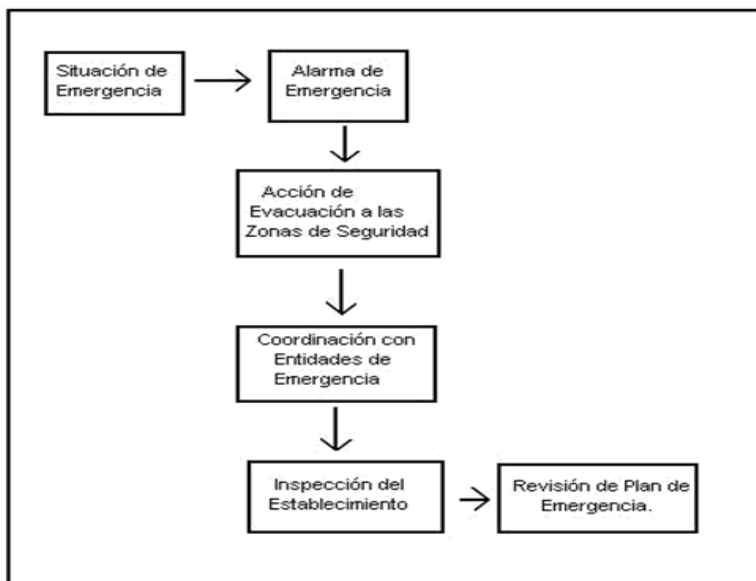 Situación de
Emergencia
Alarma de
Emergencia
Acción de
Evacuación a las
Zonas de Seguridad
Coordinación con
Entidades de
Emergencia
Inspección del
Establecimiento
Revisión de Plan de
Emergencia.